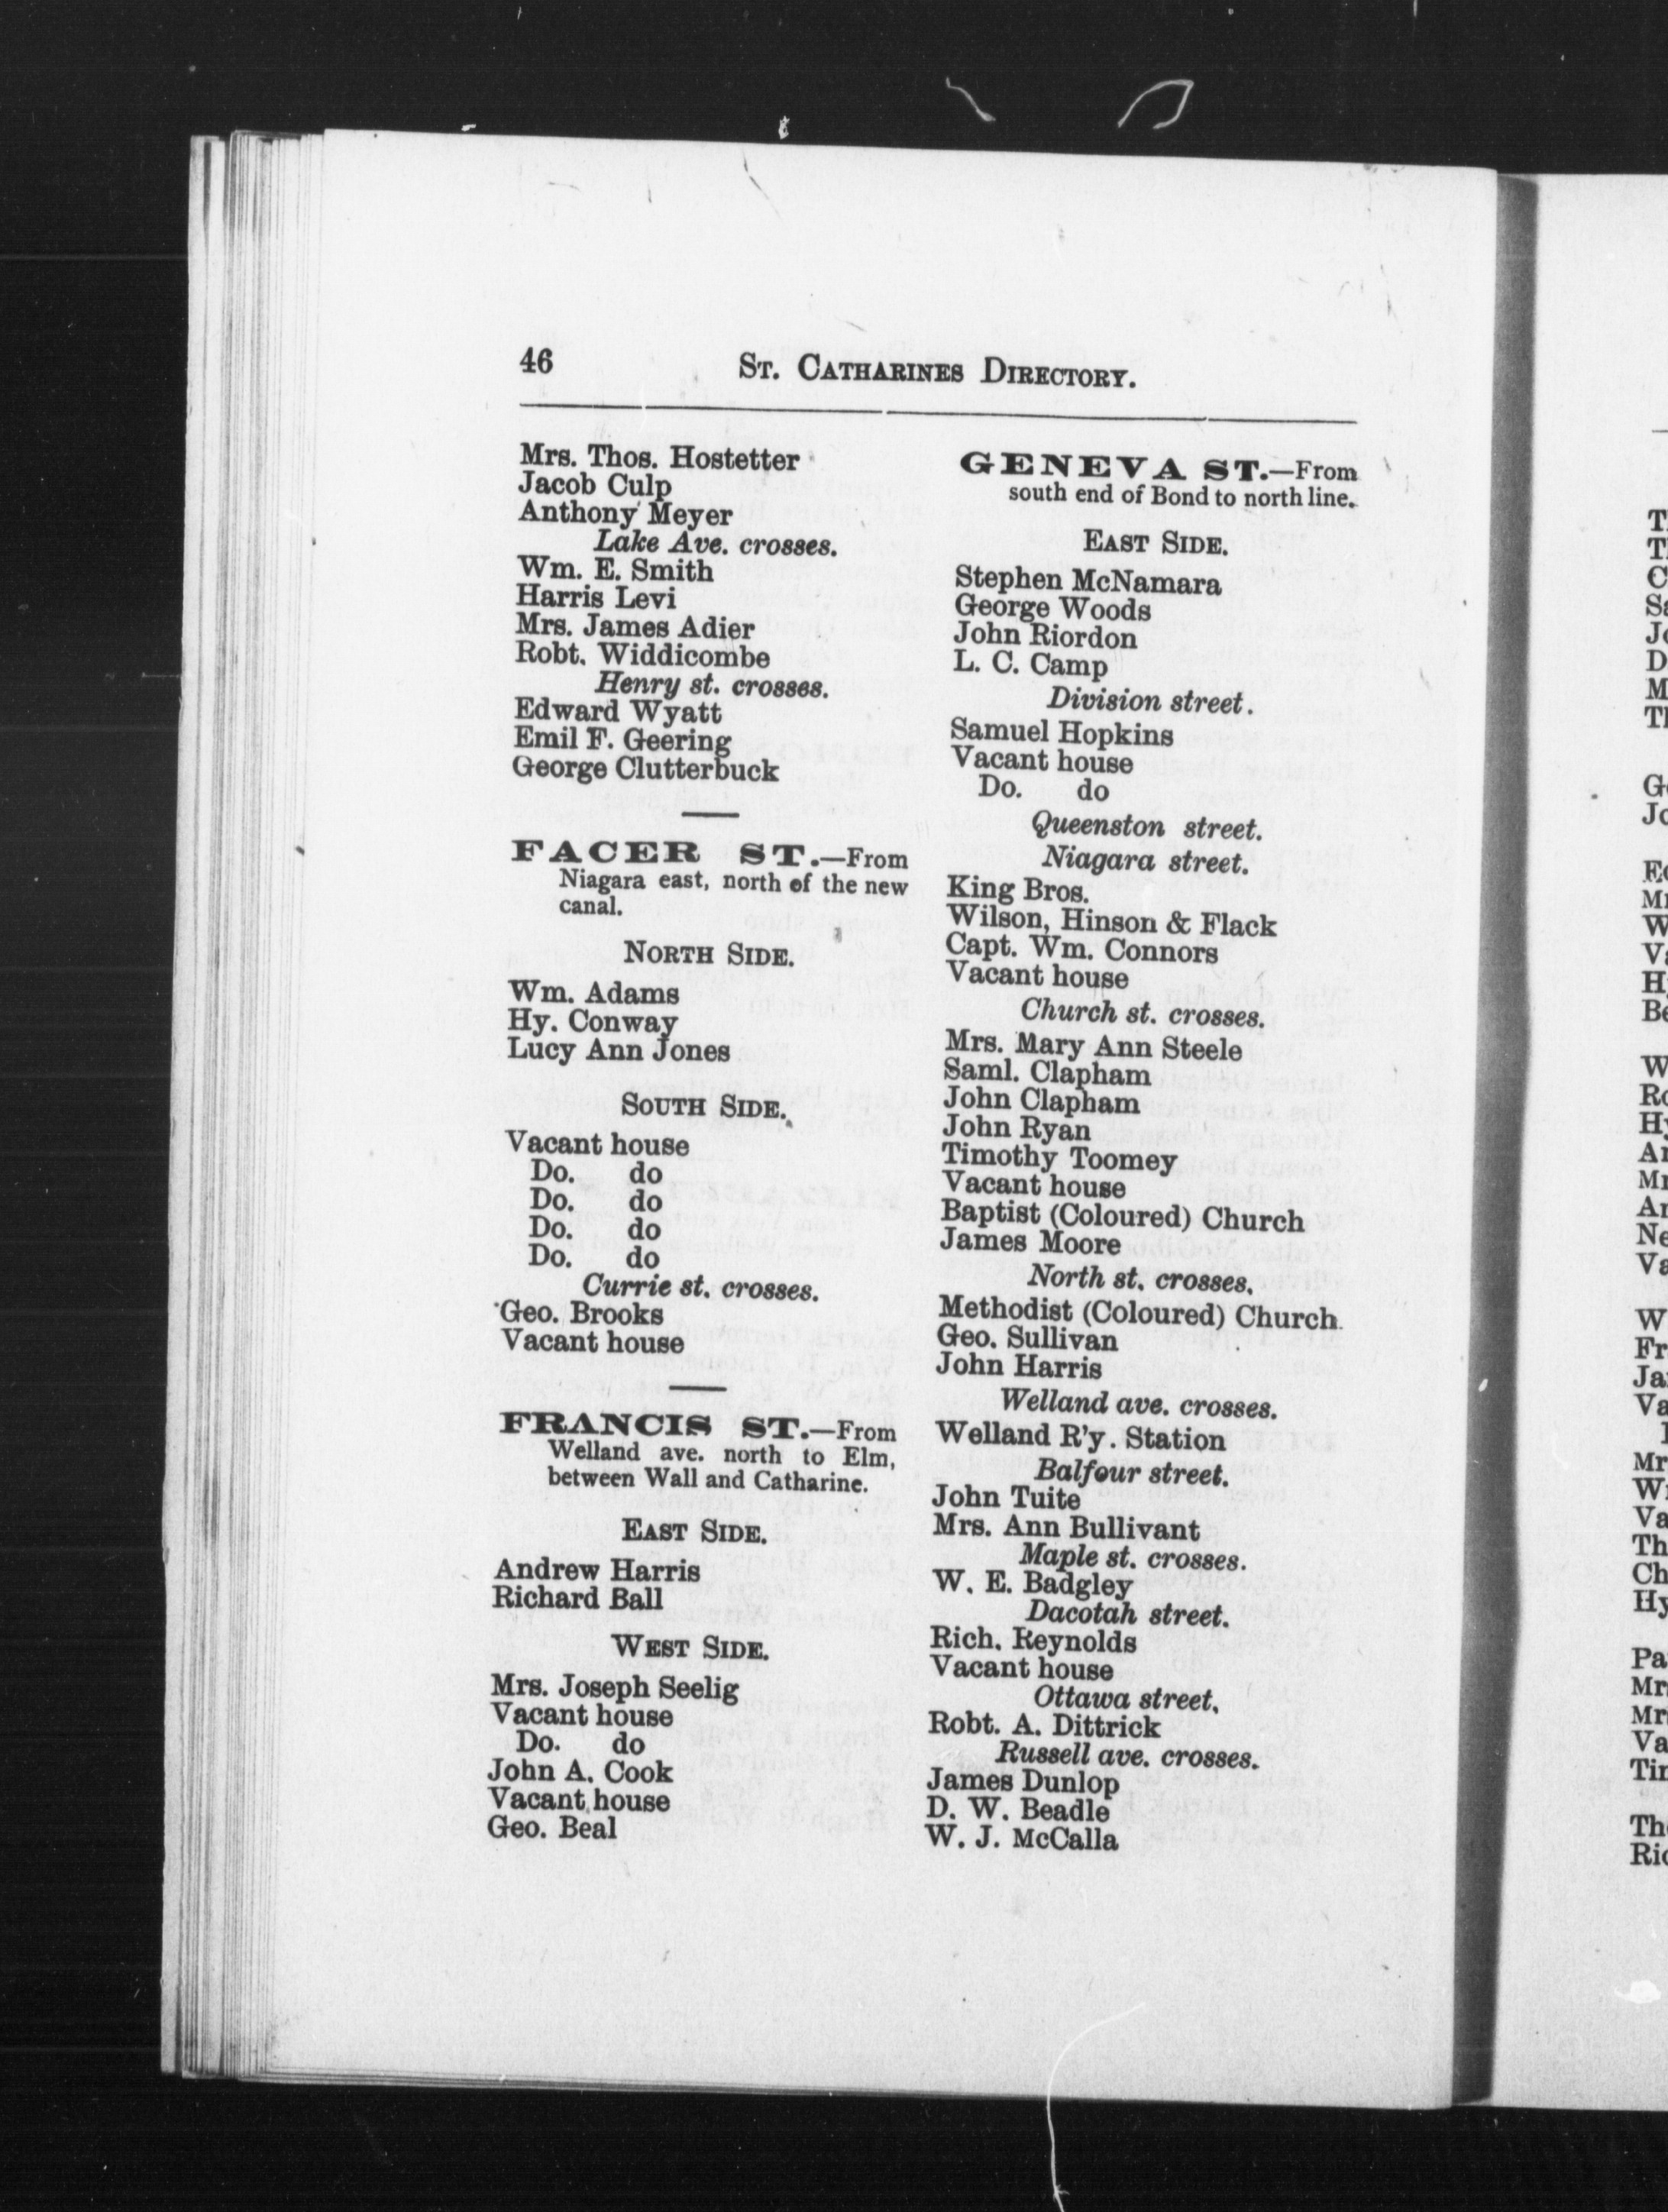 46
ST. CATHARINES DIRECTORY.
Mrs. Thos. Hostetter
Jacob Culp
Anthony Meyer
Lake Ave. crosses.
Wm. E. Smith
Harris Levi
Mrs. James Adier
Robt. Widdicombe
Henry st. crosses.
Edward Wyatt
Emil F. Geering
George Clutterbuck
FACER ST.—From
Niagara east, north of the new
canal.
NORTH SIDE.
Wm. Adams
Hy. Conway
Lucy Ann Jones
SOUTH SIDE.
Vacant house
Do. do
Do. do
Do. do
Do. do
Currie st. crosses.
Geo. Brooks
Vacant house
FRANCIS ST.—From
Welland ave. north to Elm,
between Wall and Catharine.
EAST SIDE.
Andrew Harris
Richard Ball
WEST SIDE.
Mrs. Joseph Seelig
Vacant house
Do. do
John A. Cook
Vacant house
Geo. Beal
GENEVA ST.—From
south end of Bond to north line.
EAST SIDE.
Stephen McNamara
George Woods
John Riordon
L. C. Camp
Division street.
Samuel Hopkins
Vacant house
Do. do
Queenston street.
Niagara street.
King Bros.
Wilson, Hinson & Flack
Capt. Wm. Connors
Vacant house
Church st. crosses.
Mrs. Mary Ann Steele
Saml. Clapham
John Clapham
John Ryan
Timothy Toomey
Vacant house
Baptist (Coloured) Church
James Moore
North st. crosses.
Methodist (Coloured) Church
Geo. Sullivan
John Harris
Welland ave. crosses.
Welland R'y. Station
Balfour street.
John Tuite
Mrs. Ann Bullivant
Maple st. crosses.
W. E. Badgley
Dacotah street.
Rich. Reynolds
Vacant house
Ottawa street.
Robt. A. Dittrick
Russell ave. crosses.
James Dunlop
D. W. Beadle
W. J. McCalla